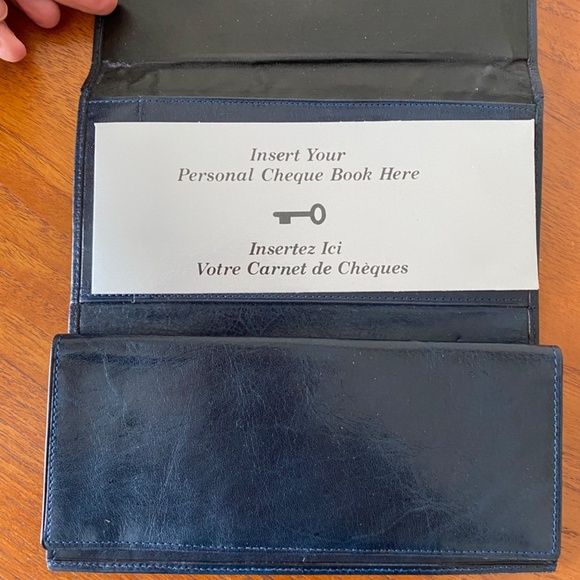 Insert Your
Personal Cheque Book Here
Insertez Ici
Votre Carnet de Chèques